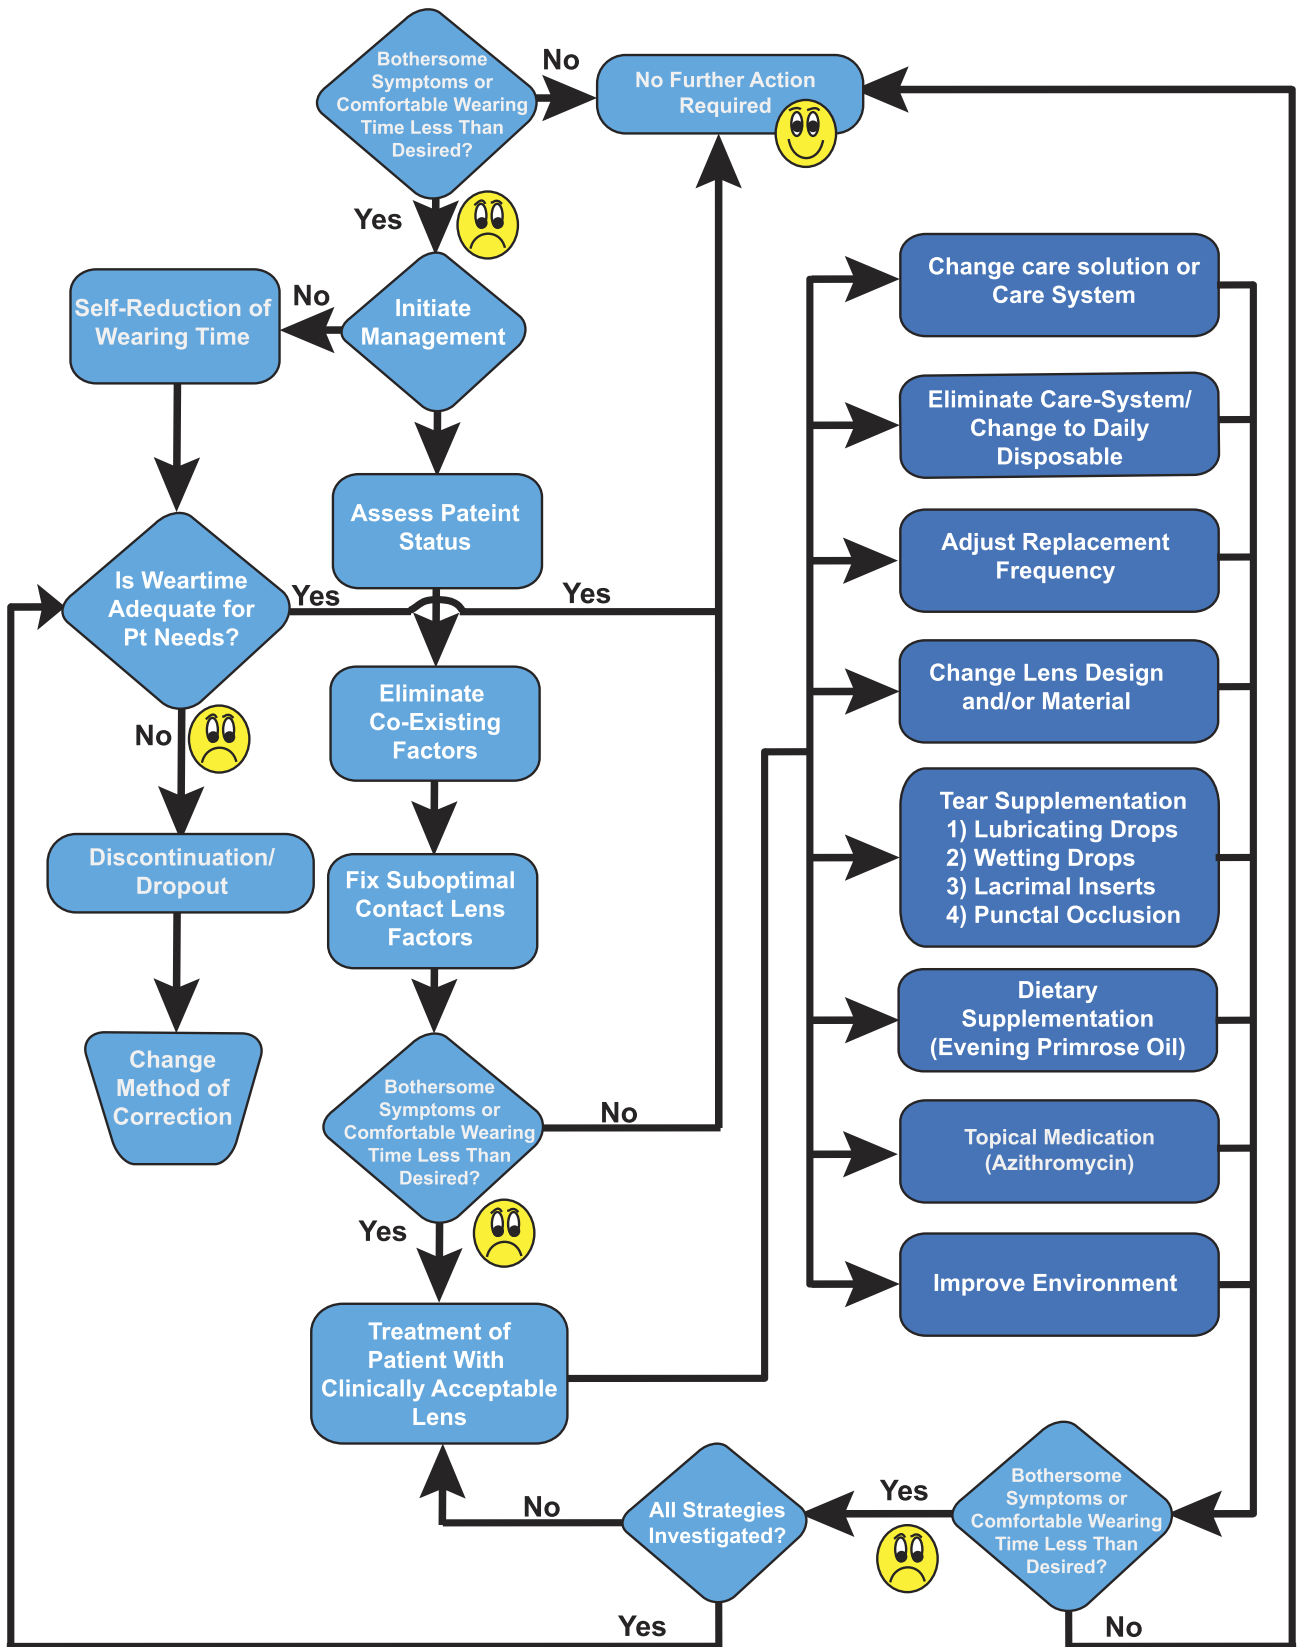 Bothersome
Symptoms or
Comfortable Wearing
Time Less Than
Desired?
No
No Further Action
Required
Yes
Initiate
Management
No
Self-Reduction of
Wearing Time
Assess Pateint
Status
Is Weartime
Adequate for
Pt Needs?
Yes
Yes
No
Discontinuation/
Dropout
Change
Method of
Correction
Eliminate
Co-Existing
Factors
Fix Suboptimal
Contact Lens
Factors
Bothersome
Symptoms or
Comfortable Wearing
Time Less Than
Desired?
No
Yes
Treatment of
Patient With
Clinically Acceptable
Lens
Change care solution or
Care System
Eliminate Care-System/
Change to Daily
Disposable
Adjust Replacement
Frequency
Change Lens Design
and/or Material
Tear Supplementation
1) Lubricating Drops
2) Wetting Drops
3) Lacrimal Inserts
4) Punctal Occlusion
Dietary
Supplementation
(Evening Primrose Oil)
Topical Medication
(Azithromycin)
Improve Environment
Bothersome
Symptoms or
Comfortable Wearing
Time Less Than
Desired?
Yes
No
All Strategies
Investigated?
No
Yes